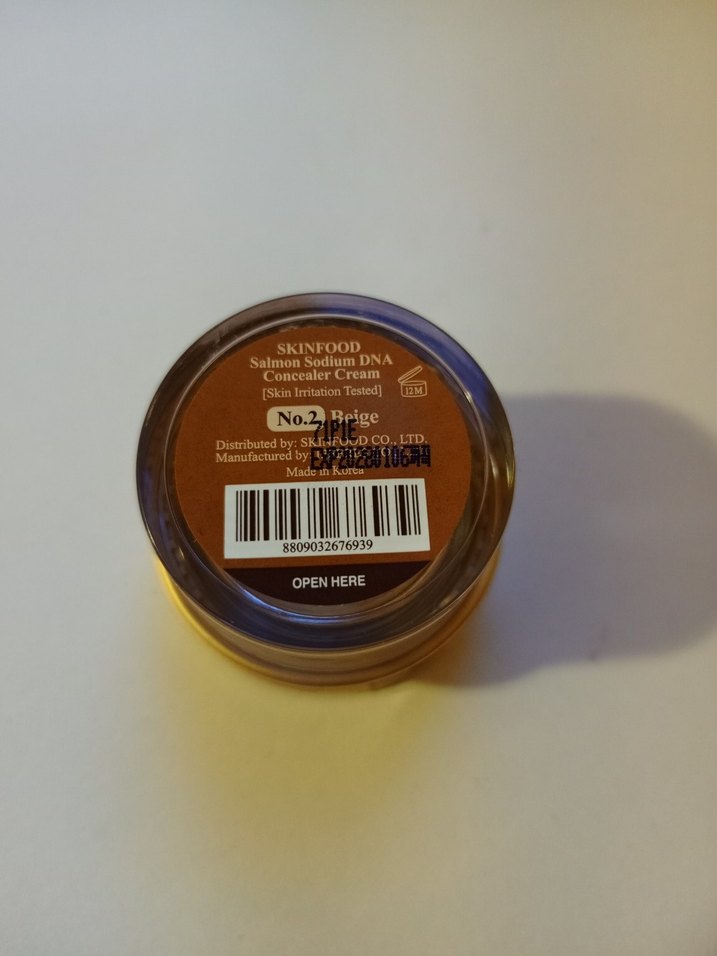 SKINFOOD
Salmon Sodium DNA
Concealer Cream
[Skin Irritation Tested]
12M
No.2 Beige
71P1E
Distributed by: SKINFOOD CO., LTD.
Manufactured by:
Made in Korea
8809032676939
OPEN HERE